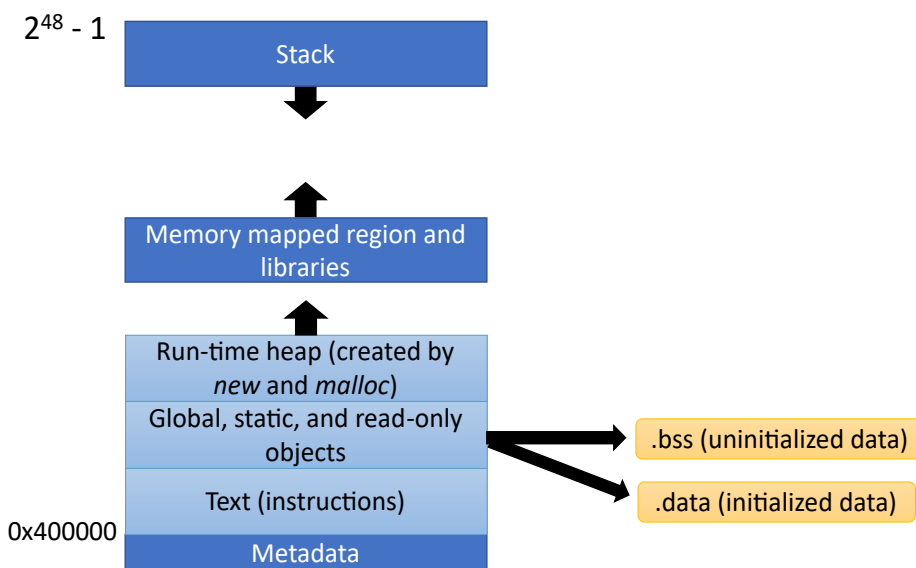 2⁴⁸ - 1
Stack
Memory mapped region and
libraries
Run-time heap (created by
new and malloc)
Global, static, and read-only
objects
.bss (uninitialized data)
.data (initialized data)
Text (instructions)
0x400000
Metadata